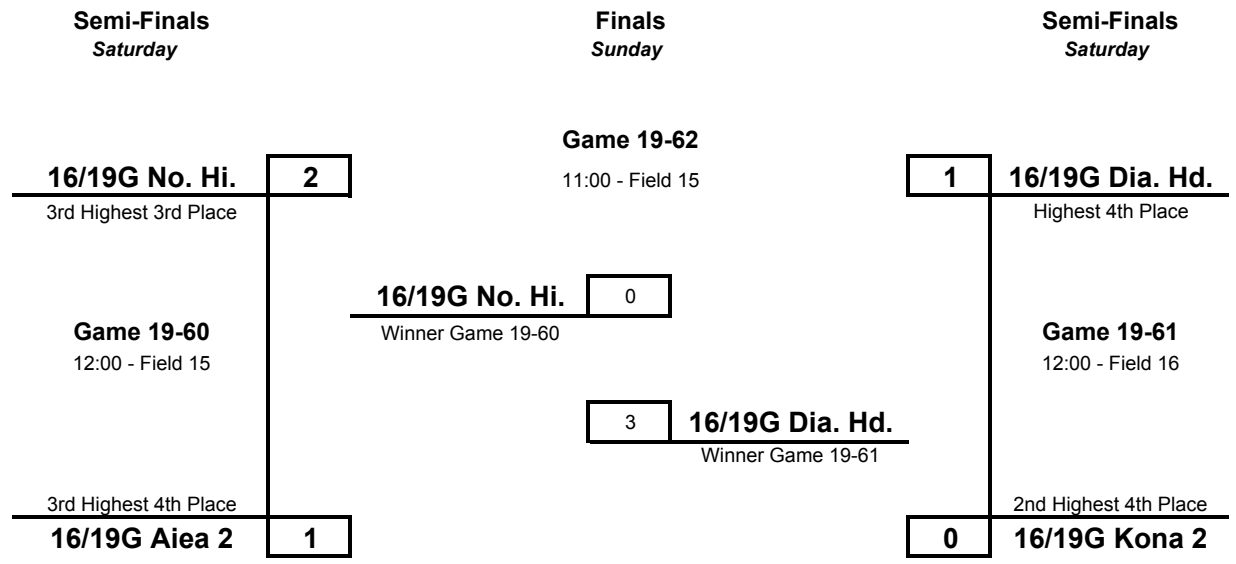 Semi-Finals
Saturday
Finals
Sunday
Semi-Finals
Saturday
Game 19-62
11:00 - Field 15
16/19G No. Hi. 2
3rd Highest 3rd Place
1 16/19G Dia. Hd.
Highest 4th Place
16/19G No. Hi. 0
Winner Game 19-60
Game 19-60
12:00 - Field 15
Game 19-61
12:00 - Field 16
3 16/19G Dia. Hd.
Winner Game 19-61
3rd Highest 4th Place
16/19G Aiea 2 1
2nd Highest 4th Place
0 16/19G Kona 2